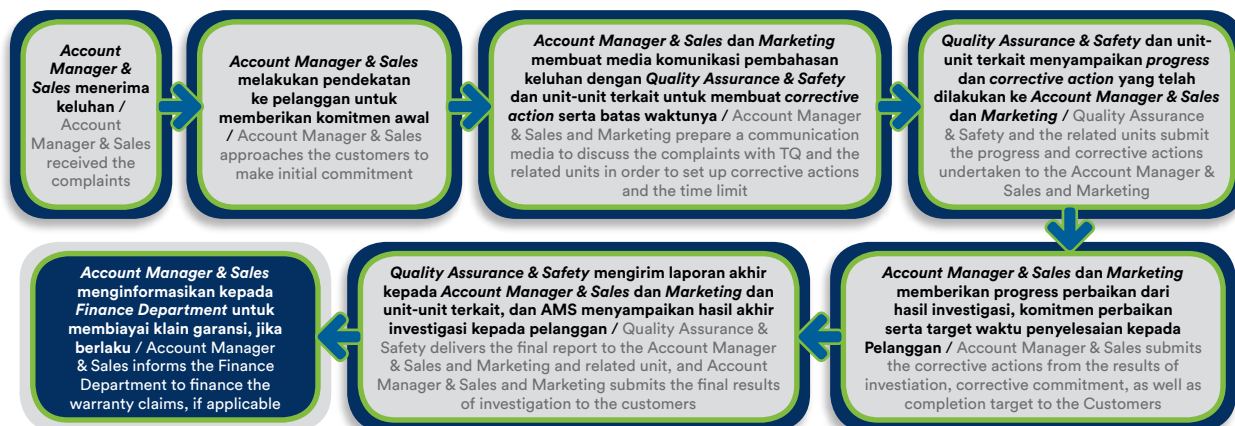 Account
Manager &
Sales menerima
keluhan /
Account
Manager & Sales
received the
complaints
Account Manager & Sales
melakukan pendekatan
ke pelanggan untuk
memberikan komitmen awal
/ Account Manager & Sales
approaches the customers to
make initial commitment
Account Manager & Sales dan Marketing
membuat media komunikasi pembahasan
keluhan dengan Quality Assurance & Safety
dan unit-unit terkait untuk membuat corrective
action serta batas waktunya / Account Manager
& Sales and Marketing prepare a communication
media to discuss the complaints with TQ and the
related units in order to set up corrective actions
and the time limit
Quality Assurance & Safety dan unit-
unit terkait menyampaikan progress
dan corrective action yang telah
dilakukan ke Account Manager & Sales
dan Marketing / Quality Assurance
& Safety and the related units submit
the progress and corrective actions
undertaken to the Account Manager &
Sales and Marketing
Account Manager & Sales dan Marketing
memberikan progress perbaikan dari
hasil investigasi, komitmen perbaikan
serta target waktu penyelesaian kepada
Pelanggan / Account Manager & Sales submits
the corrective actions from the results of
investiation, corrective commitment, as well as
completion target to the Customers
Quality Assurance & Safety mengirim laporan akhir
kepada Account Manager & Sales dan Marketing dan
unit-unit terkait, dan AMS menyampaikan hasil akhir
investigasi kepada pelanggan / Quality Assurance &
Safety delivers the final report to the Account Manager
& Sales and Marketing and related unit, and Account
Manager & Sales and Marketing submits the final results
of investigation to the customers
Account Manager & Sales
menginformasikan kepada
Finance Department untuk
membiayai klain garansi, jika
berlaku / Account Manager
& Sales informs the Finance
Department to finance the
warranty claims, if applicable